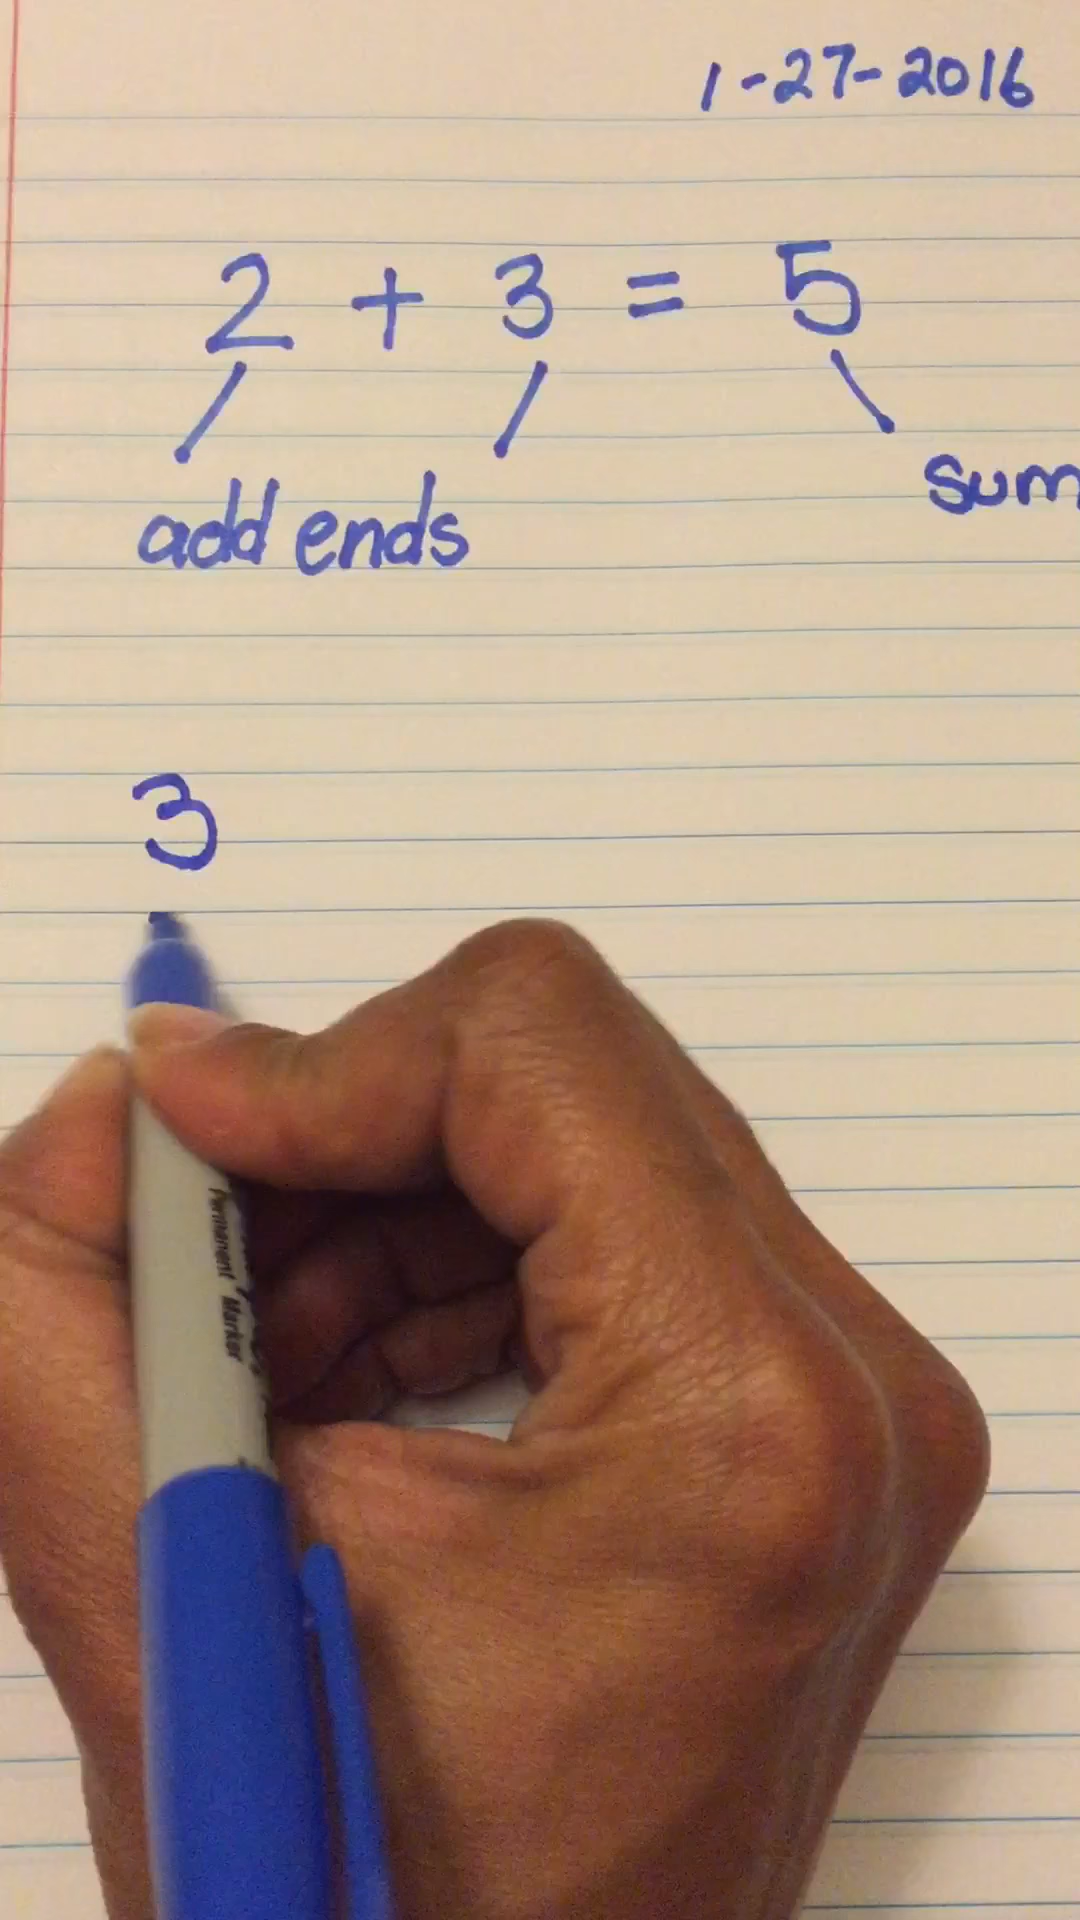 1-27-2016
2 + 3 = 5
add ends
sum
3
Permanent Marker